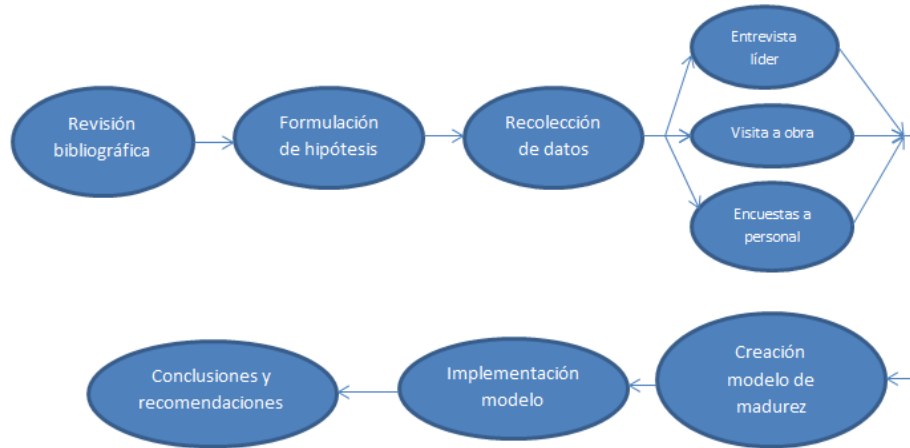 Revisión
bibliográfica
Formulación
de hipótesis
Recolección
de datos
Entrevista
líder
Visita a obra
Encuestas a
personal
Creación
modelo de
madurez
Implementación
modelo
Conclusiones y
recomendaciones